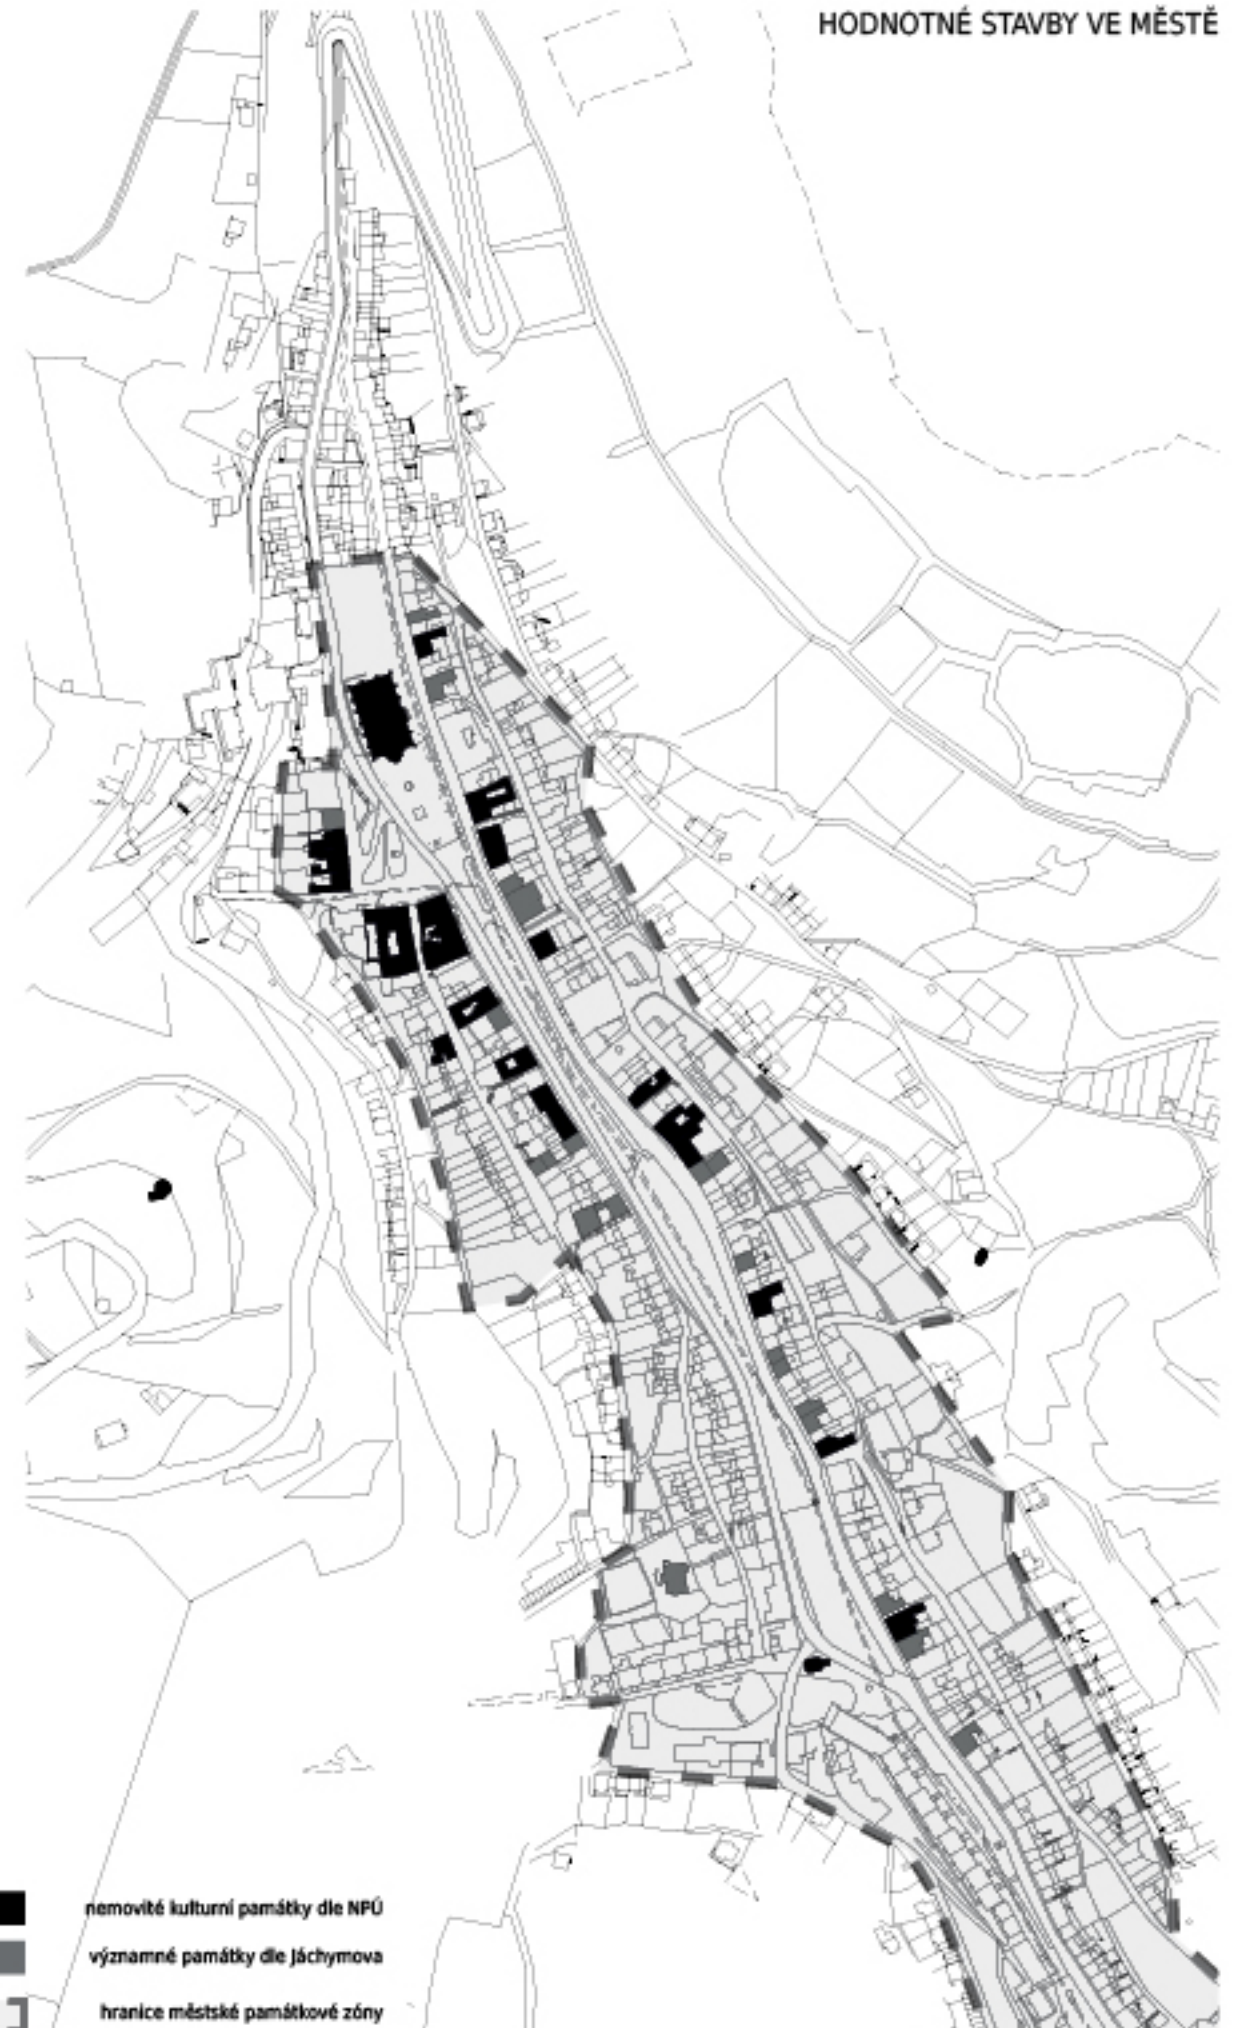 HODNOTNÉ STAVBY VE MĚSTĚ
nemovité kulturní památky dle NPÚ
významné památky dle Jáchymova
hranice městské památkové zóny